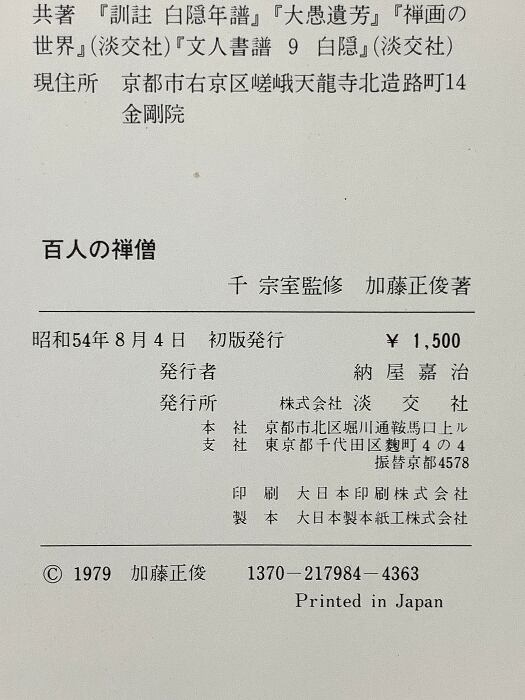 共著 『訓註 白隠年譜』『大愚遺芳』『禅画の
世界』(淡交社)『文人書譜 9 白隠』(淡交社)
現住所 京都市右京区嵯峨天龍寺北造路町14
金剛院
百人の禅僧
千 宗室監修 加藤正俊著
昭和54年8月4日 初版発行 ¥ 1,500
発行者 納屋嘉治
発行所 株式会社 淡交社
本社 京都市北区堀川通鞍馬口上ル
支社 東京都千代田区麴町4の4
振替京都4578
印刷 大日本印刷株式会社
製本 大日本製本紙工株式会社
© 1979 加藤正俊 1370-217984-4363
Printed in Japan